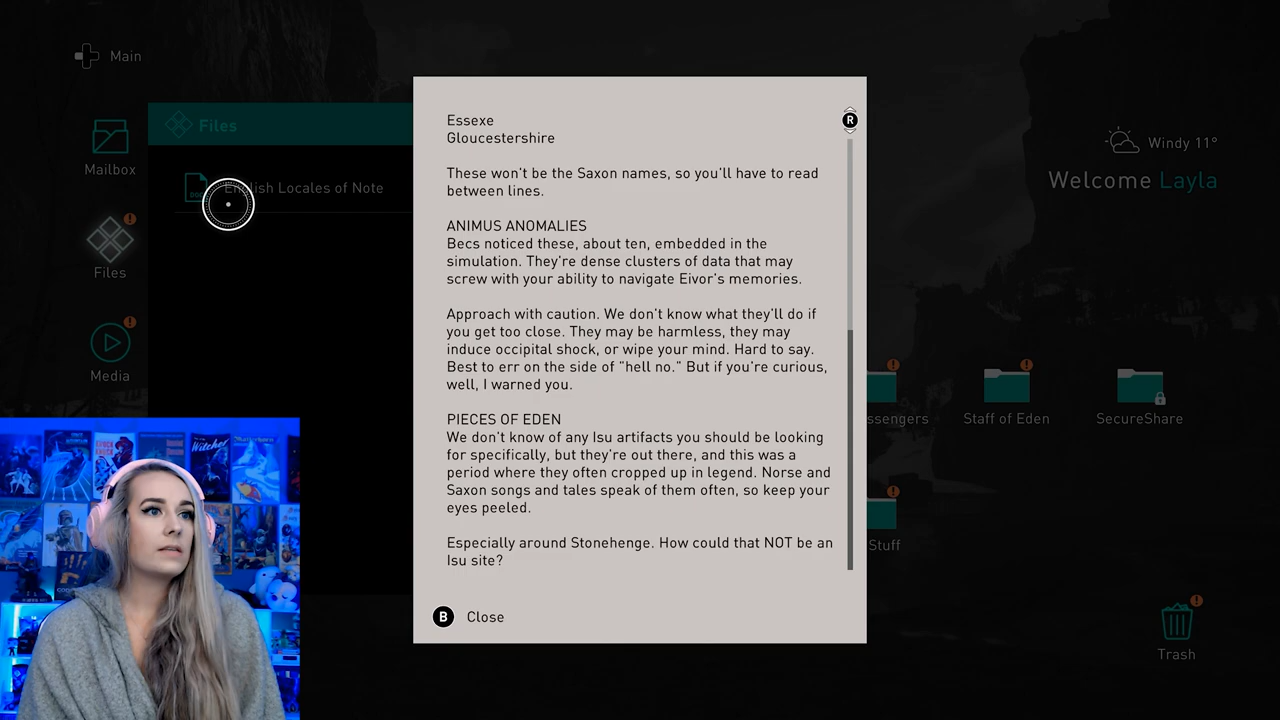 Main
Mailbox
Files
Media
Files
English Locales of Note
Essexe
Gloucestershire
These won't be the Saxon names, so you'll have to read
between lines.
ANIMUS ANOMALIES
Becs noticed these, about ten, embedded in the
simulation. They're dense clusters of data that may
screw with your ability to navigate Eivor's memories.
Approach with caution. We don't know what they'll do if
you get too close. They may be harmless, they may
induce occipital shock, or wipe your mind. Hard to say.
Best to err on the side of "hell no." But if you're curious,
well, I warned you.
PIECES OF EDEN
We don't know of any Isu artifacts you should be looking
for specifically, but they're out there, and this was a
period where they often cropped up in legend. Norse and
Saxon songs and tales speak of them often, so keep your
eyes peeled.
Especially around Stonehenge. How could that NOT be an
Isu site?
B Close
R
Windy 11°
Welcome Layla
ssengers
Staff of Eden
SecureShare
Stuff
Trash
Witcher